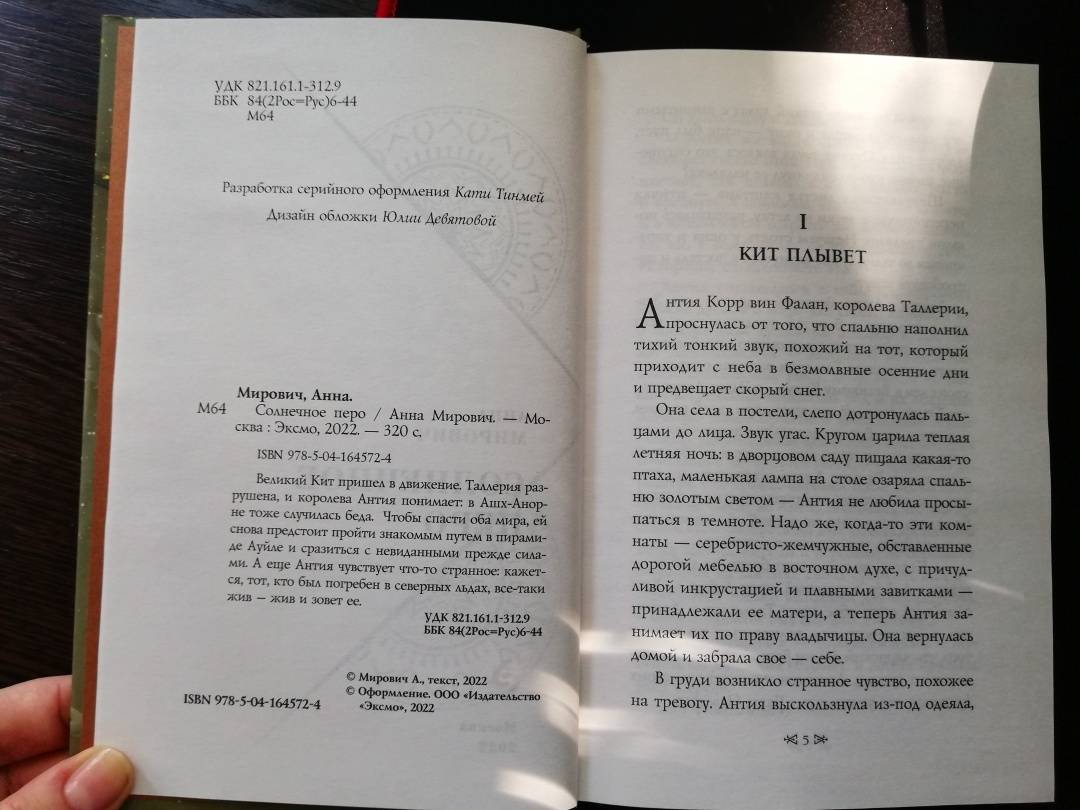 УДК 821.161.1-312.9
ББК 84(2Рос=Рус)6-44
М64
Разработка серийного оформления Кати Тинмей
Дизайн обложки Юлии Девятовой
Мирович, Анна.
М64 Солнечное перо / Анна Мирович. — Мо-
сква : Эксмо, 2022. — 320 с.
ISBN 978-5-04-164572-4
Великий Кит пришел в движение. Таллерия раз-
рушена, и королева Антия понимает: в Ашх-Анор-
не тоже случилась беда. Чтобы спасти оба мира, ей
снова предстоит пройти знакомым путем в пирами-
де Ауйле и сразиться с невиданными прежде сила-
ми. А еще Антия чувствует что-то странное: кажет-
ся, тот, кто был погребен в северных льдах, все-таки
жив – жив и зовет ее.
УДК 821.161.1-312.9
ББК 84(2Рос=Рус)6-44
© Мирович А., текст, 2022
© Оформление. ООО «Издательство
«Эксмо», 2022
ISBN 978-5-04-164572-4
I
КИТ ПЛЫВЕТ
Антия Корр вин Фалан, королева Таллерии,
проснулась от того, что спальню наполнил
тихий тонкий звук, похожий на тот, который
приходит с неба в безмолвные осенние дни
и предвещает скорый снег.
Она села в постели, слепо дотронулась паль-
цами до лица. Звук угас. Кругом царила теплая
летняя ночь: в дворцовом саду пищала какая-то
птаха, маленькая лампа на столе озаряла спаль-
ню золотым светом — Антия не любила просы-
паться в темноте. Надо же, когда-то эти ком-
наты — серебристо-жемчужные, обставленные
дорогой мебелью в восточном духе, с причуд-
ливой инкрустацией и плавными завитками —
принадлежали ее матери, а теперь Антия за-
нимает их по праву владычицы. Она вернулась
домой и забрала свое — себе.
В груди возникло странное чувство, похожее
на тревогу. Антия выскользнула из-под одеяла,
5